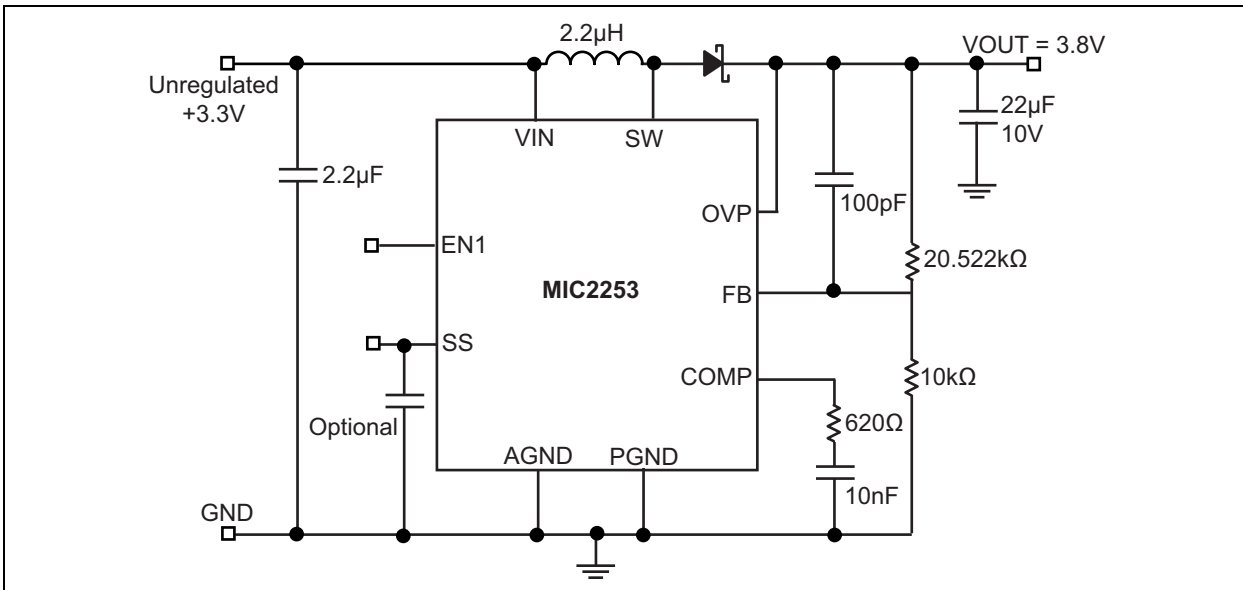 2.2µH
VOUT = 3.8V
Unregulated
+3.3V
22µF
10V
VIN
SW
2.2µF
OVP
100pF
EN1
20.522kΩ
MIC2253
FB
SS
COMP
10kΩ
Optional
620Ω
AGND
PGND
10nF
GND